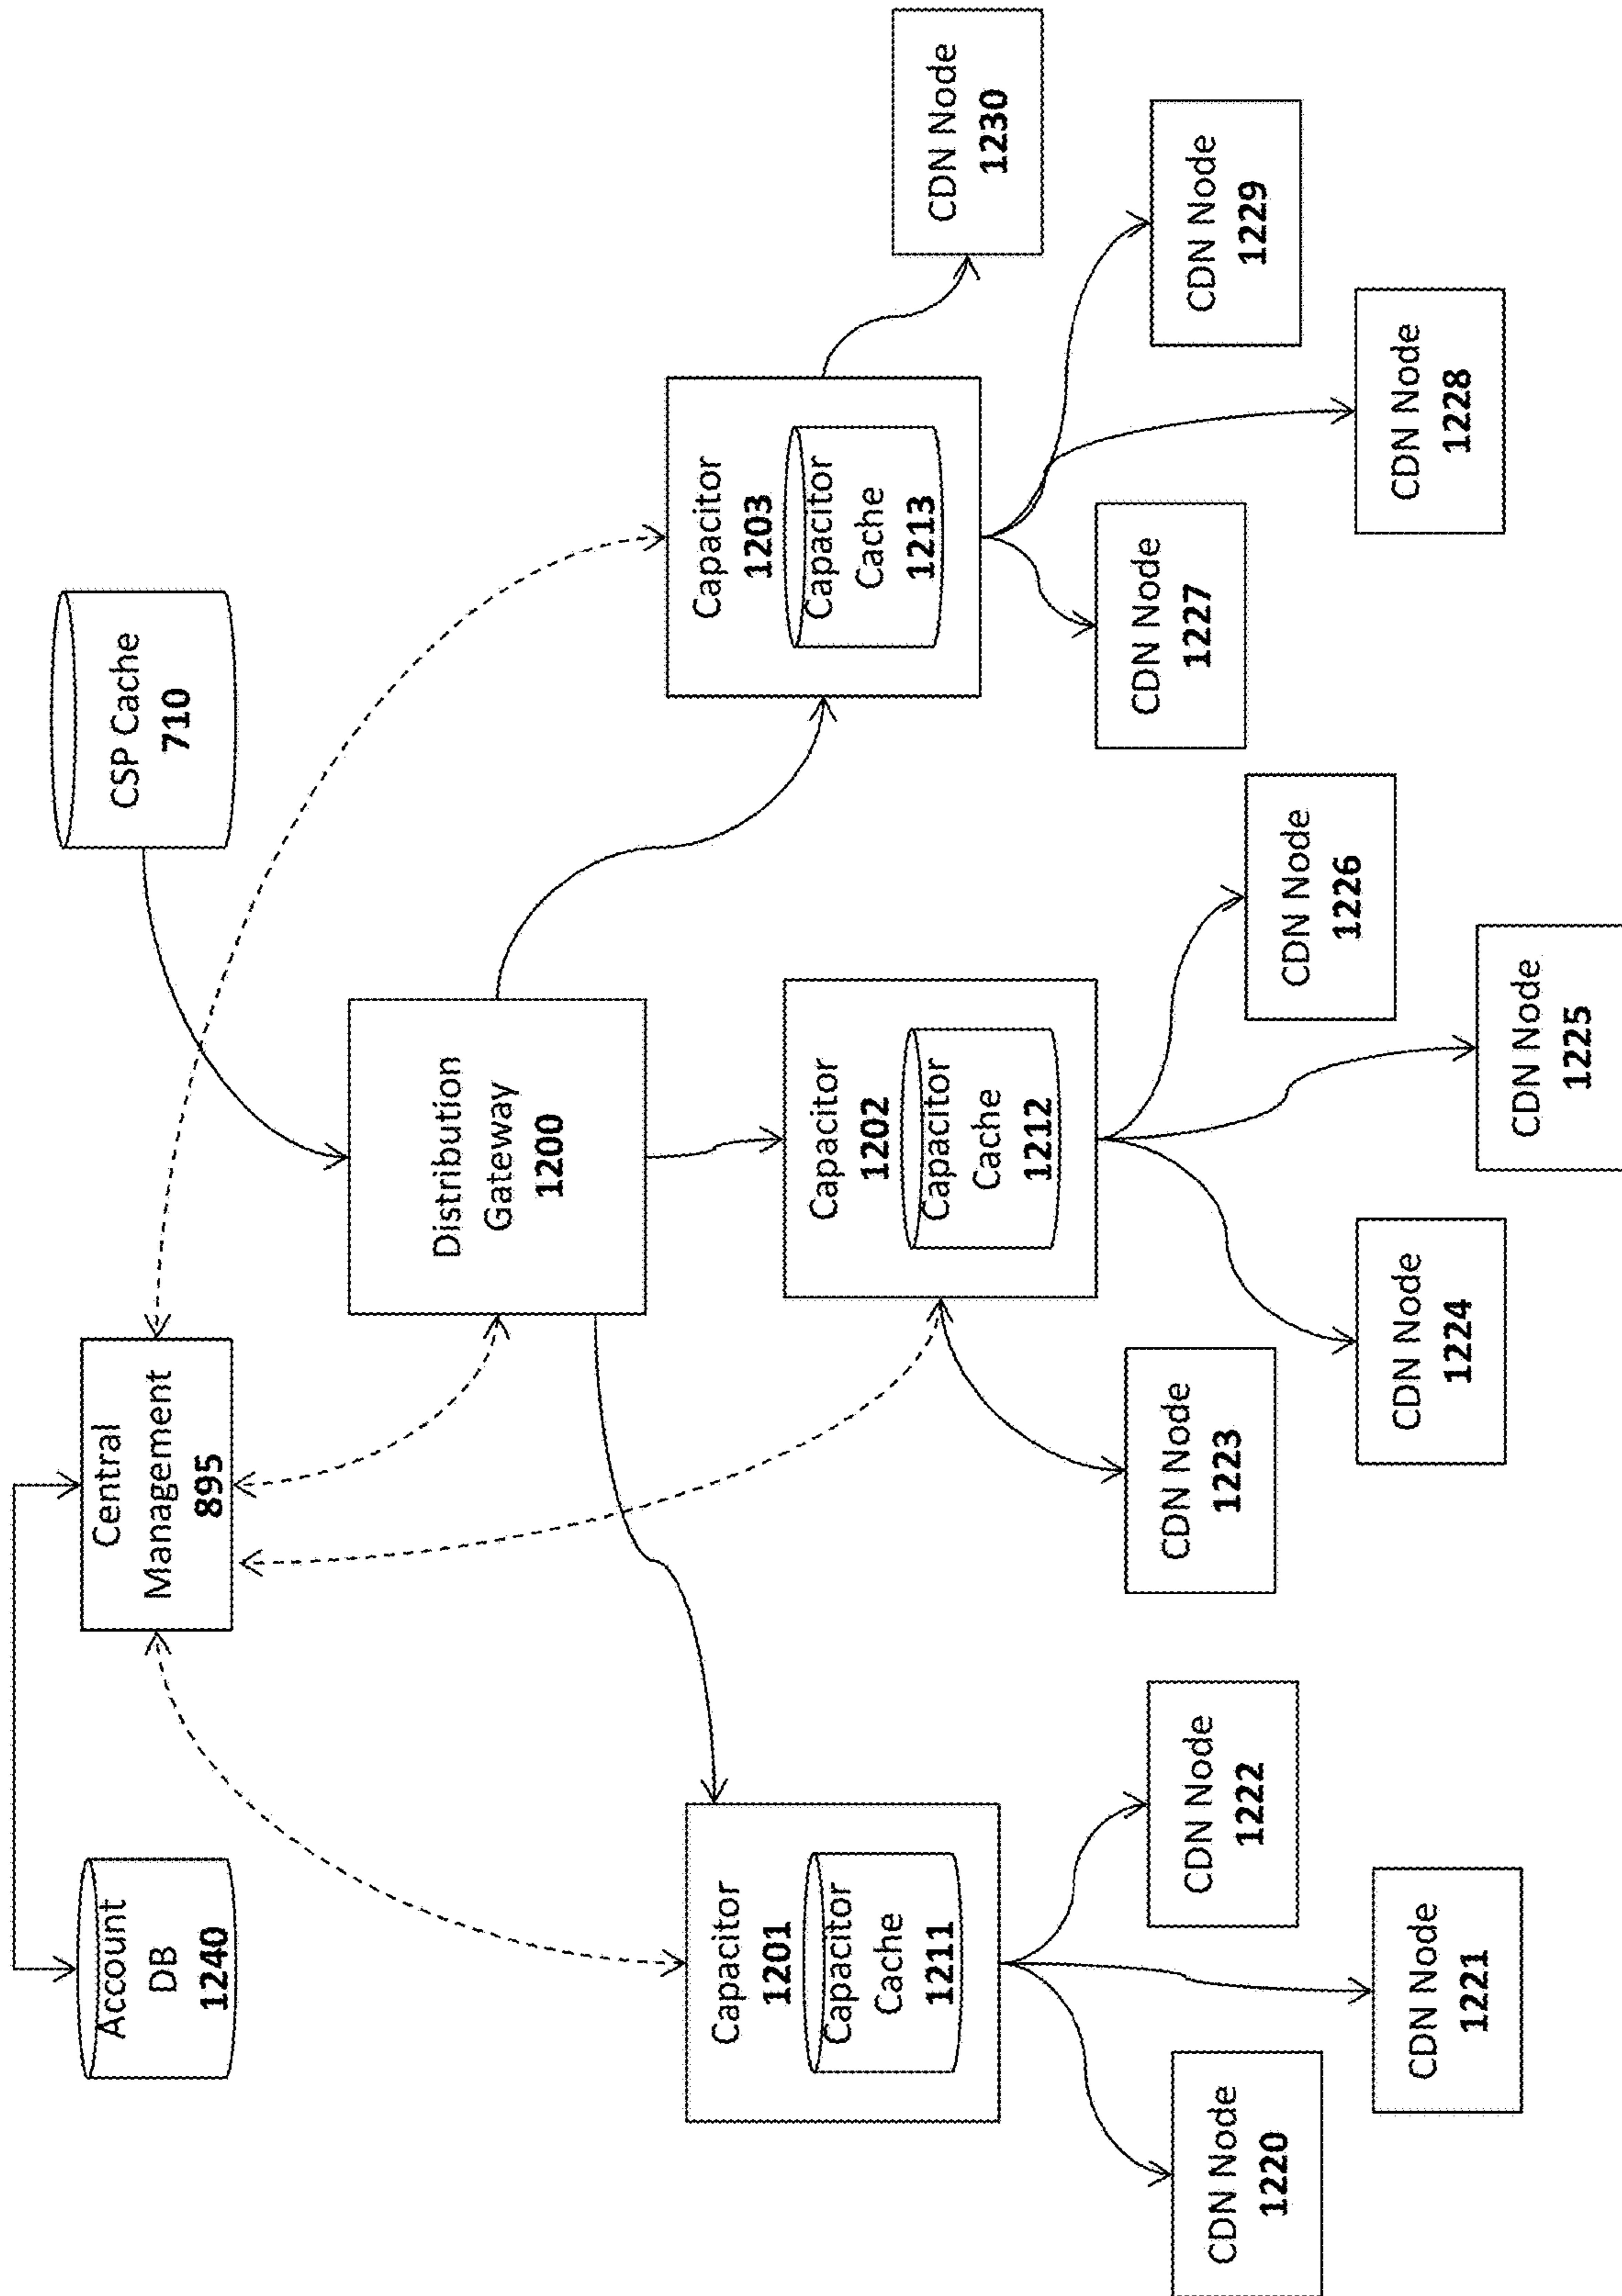 Account
DB
1240
Central
Management
895
CSP Cache
710
Distribution
Gateway
1200
Capacitor
1201
Capacitor
Cache
1211
Capacitor
1202
Capacitor
Cache
1212
Capacitor
1203
Capacitor
Cache
1213
CDN Node
1220
CDN Node
1221
CDN Node
1222
CDN Node
1223
CDN Node
1224
CDN Node
1225
CDN Node
1226
CDN Node
1227
CDN Node
1228
CDN Node
1229
CDN Node
1230